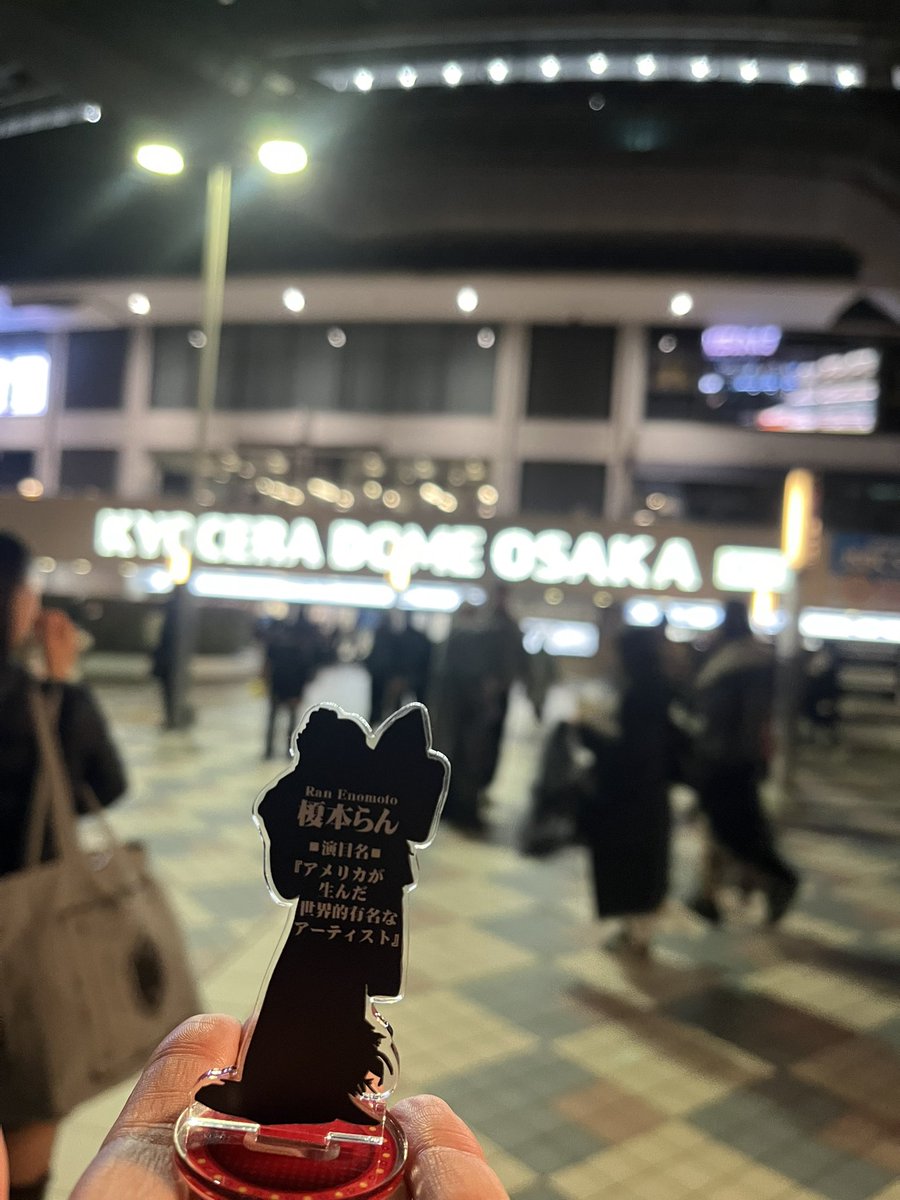 KYOCERA DOME OSAKA
Ran Enomoto
榎本らん
■演目名■
『アメリカが
生んだ
世界的有名な
アーティスト』